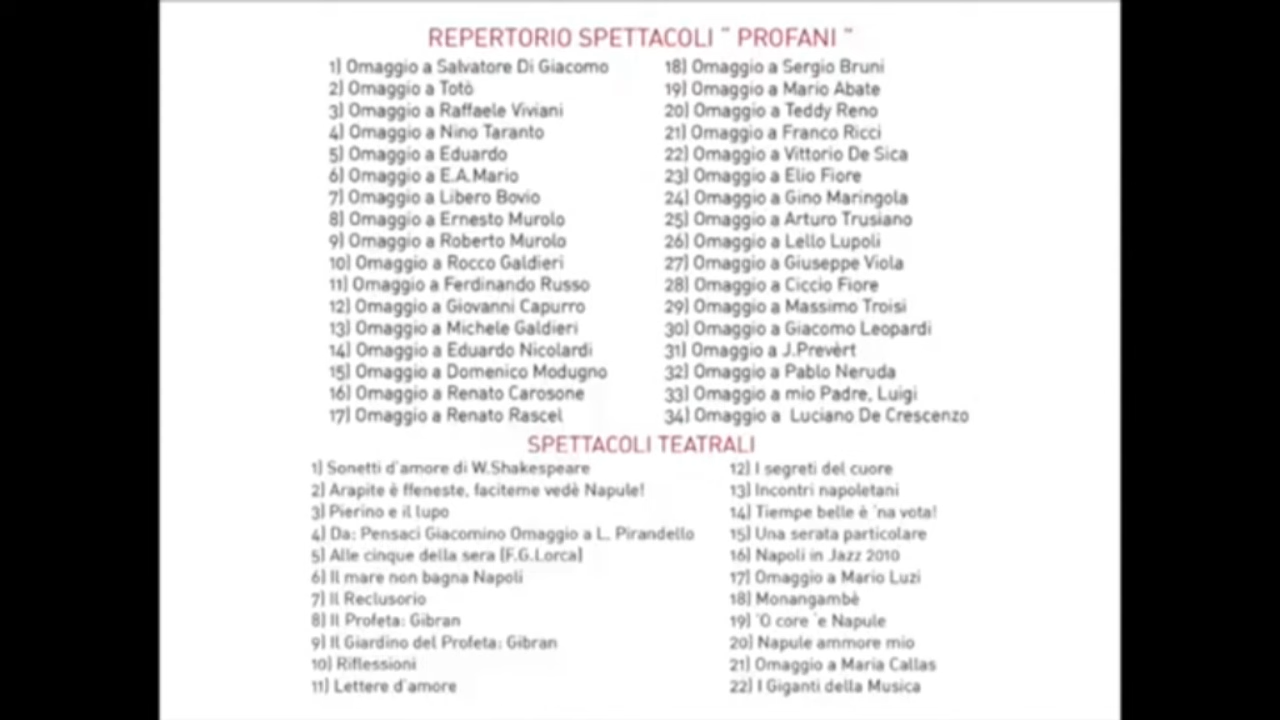 REPERTORIO SPETTACOLI " PROFANI "
1) Omaggio a Salvatore Di Giacomo
2) Omaggio a Totò
3) Omaggio a Raffaele Viviani
4) Omaggio a Nino Taranto
5) Omaggio a Eduardo
6) Omaggio a E.A.Mario
7) Omaggio a Libero Bovio
8) Omaggio a Ernesto Murolo
9) Omaggio a Roberto Murolo
10) Omaggio a Rocco Galdieri
11) Omaggio a Ferdinando Russo
12) Omaggio a Giovanni Capurro
13) Omaggio a Michele Galdieri
14) Omaggio a Eduardo Nicolardi
15) Omaggio a Domenico Modugno
16) Omaggio a Renato Carosone
17) Omaggio a Renato Rascel
18) Omaggio a Sergio Bruni
19) Omaggio a Mario Abate
20) Omaggio a Teddy Reno
21) Omaggio a Franco Ricci
22) Omaggio a Vittorio De Sica
23) Omaggio a Elio Fiore
24) Omaggio a Gino Maringola
25) Omaggio a Arturo Trusiano
26) Omaggio a Lello Lupoli
27) Omaggio a Giuseppe Viola
28) Omaggio a Ciccio Fiore
29) Omaggio a Massimo Troisi
30) Omaggio a Giacomo Leopardi
31) Omaggio a J.Prevèrt
32) Omaggio a Pablo Neruda
33) Omaggio a mio Padre, Luigi
34) Omaggio a Luciano De Crescenzo
SPETTACOLI TEATRALI
1) Sonetti d'amore di W.Shakespeare
2) Arapite è ffeneste, faciteme vedè Napule!
3) Pierino e il lupo
4) Da: Pensaci Giacomino Omaggio a L. Pirandello
5) Alle cinque della sera (F.G.Lorca)
6) Il mare non bagna Napoli
7) Il Reclusorio
8) Il Profeta: Gibran
9) Il Giardino del Profeta: Gibran
10) Riflessioni
11) Lettere d'amore
12) I segreti del cuore
13) Incontri napoletani
14) Tiempe belle è 'na vota!
15) Una serata particolare
16) Napoli in Jazz 2010
17) Omaggio a Mario Luzi
18) Monangambè
19) 'O core 'e Napule
20) Napule ammore mio
21) Omaggio a Maria Callas
22) I Giganti della Musica